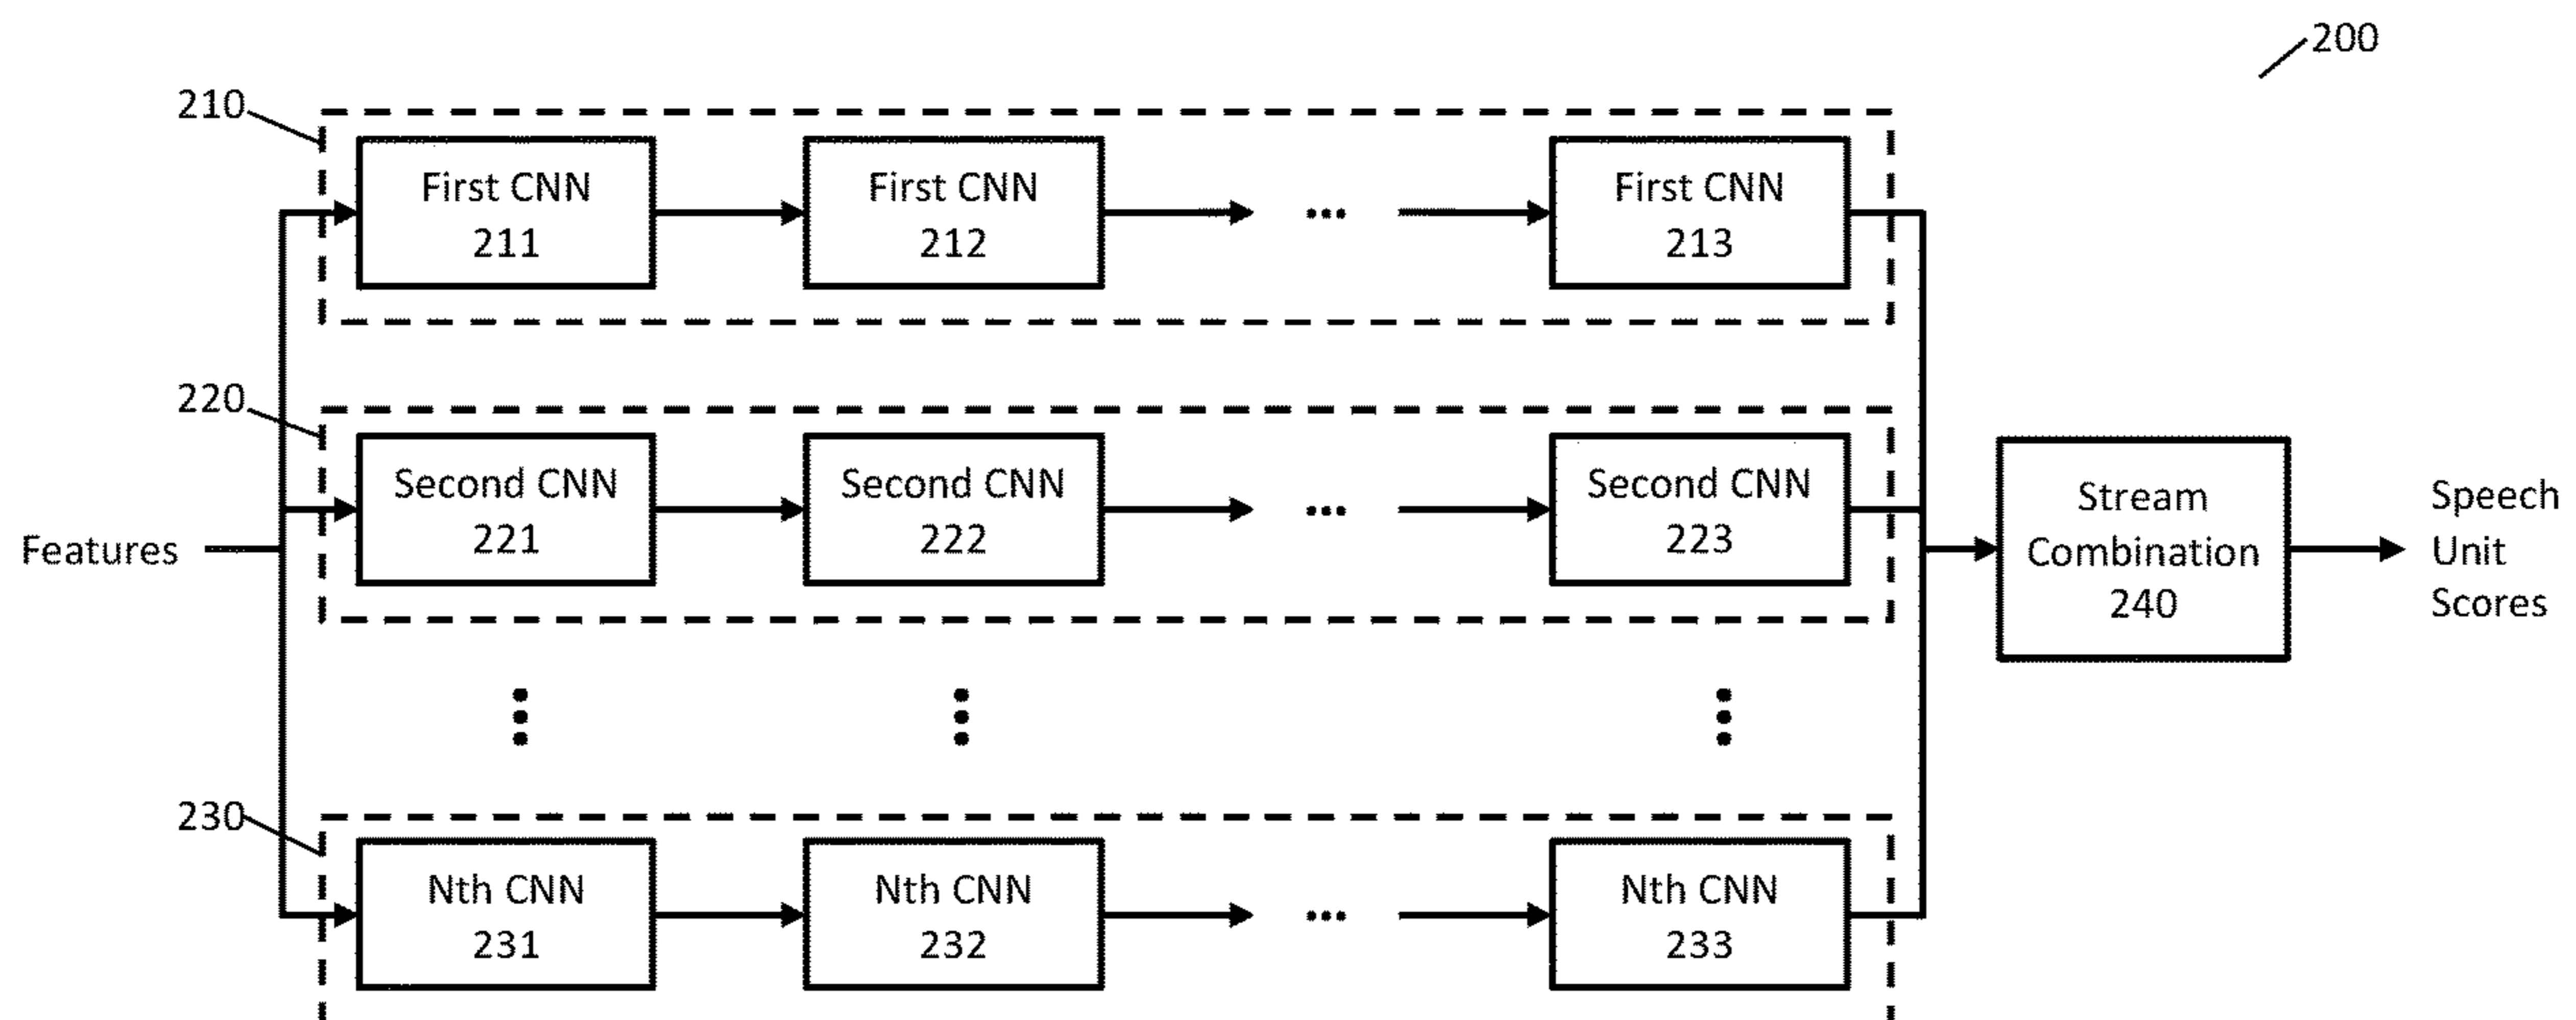 200
210
First CNN
211
First CNN
212
...
First CNN
213
220
Second CNN
221
Second CNN
222
...
Second CNN
223
Features
Stream
Combination
240
Speech
Unit
Scores
230
Nth CNN
231
Nth CNN
232
...
Nth CNN
233